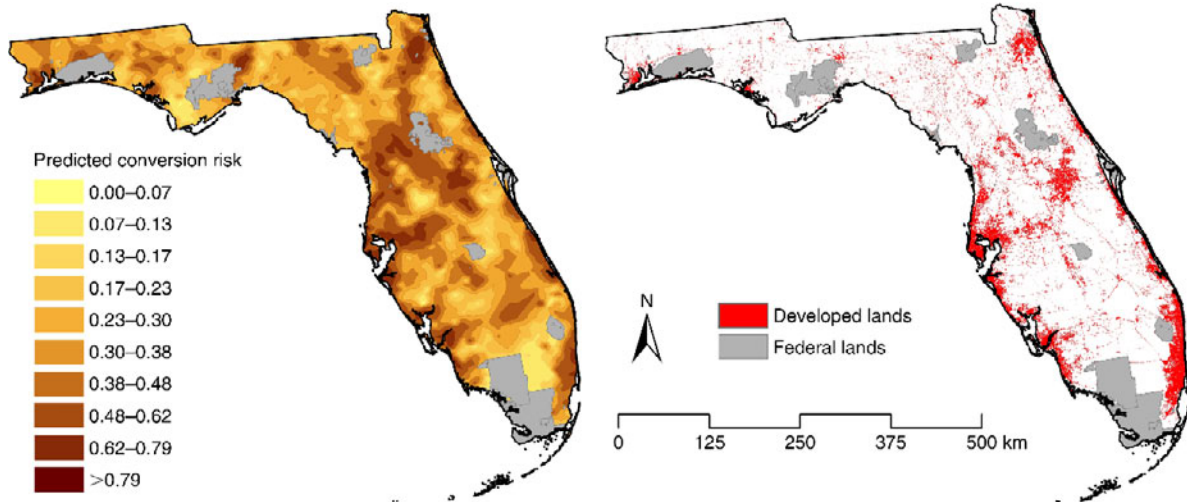 Predicted conversion risk
0.00–0.07
0.07–0.13
0.13–0.17
0.17–0.23
0.23–0.30
0.30–0.38
0.38–0.48
0.48–0.62
0.62–0.79
>0.79
N
Developed lands
Federal lands
0 125 250 375 500 km